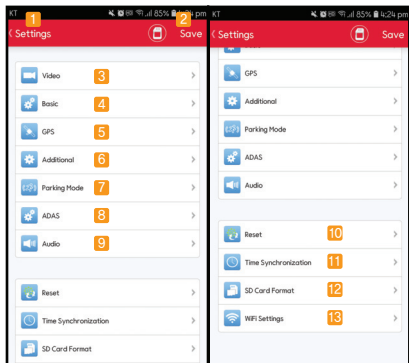 KT 85% 4:24 pm
1 2
Settings Save
Video 3
Basic 4
GPS 5
Additional 6
Parking Mode 7
ADAS 8
Audio 9
Reset
Time Synchronization
SD Card Format
KT 85% 4:24 pm
Settings Save
GPS
Additional
Parking Mode
ADAS
Audio
Reset 10
Time Synchronization 11
SD Card Format 12
WiFi Settings 13